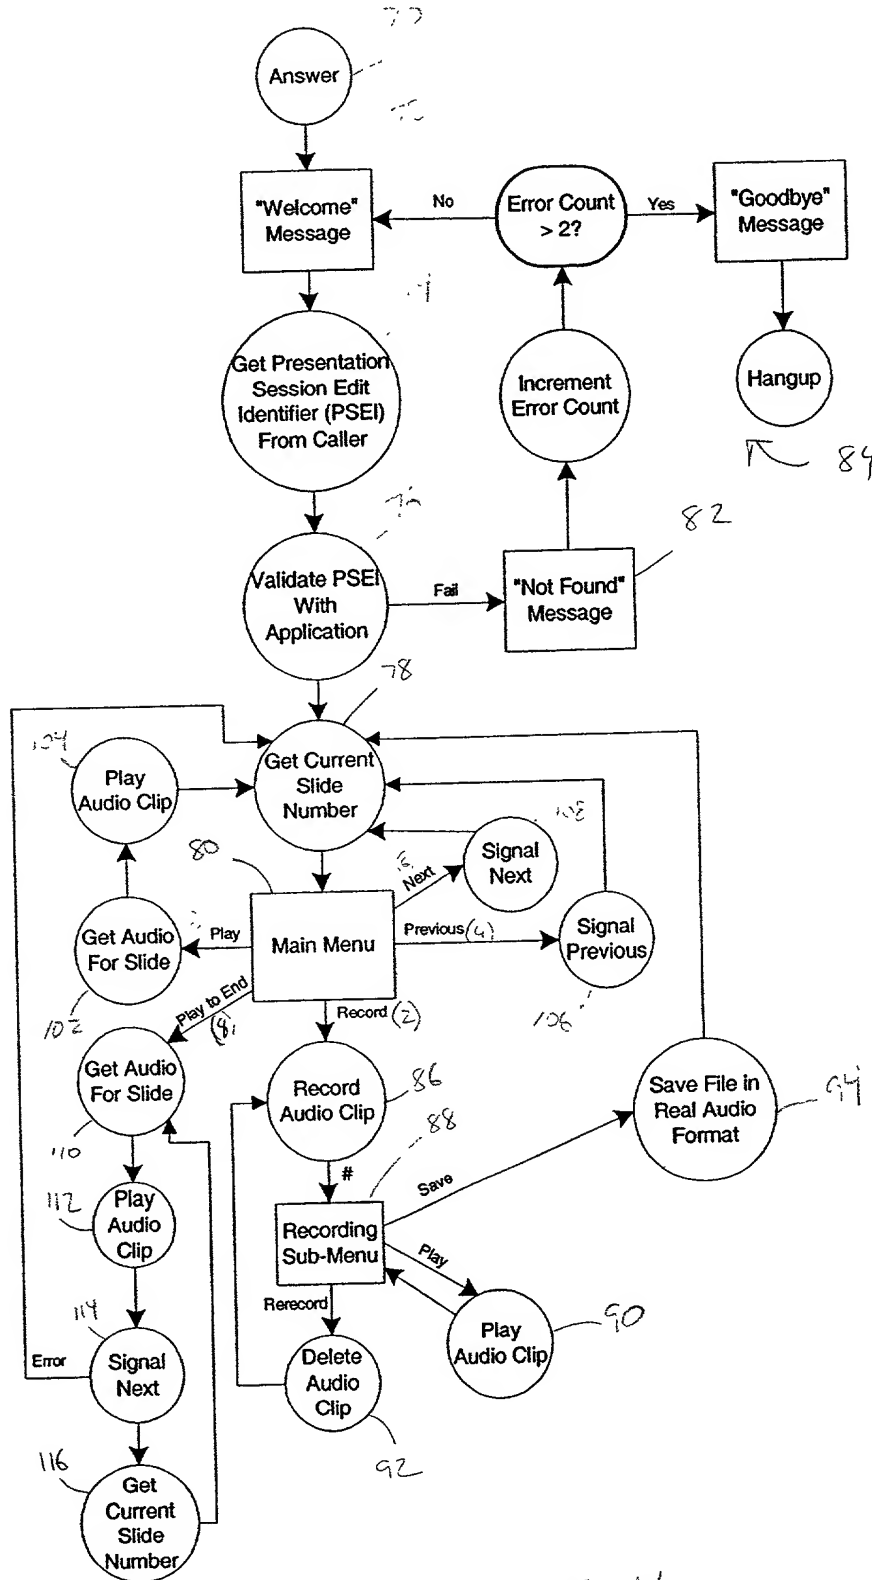 Answer
"Welcome"
Message
No
Error Count
> 2?
Yes
"Goodbye"
Message
Get Presentation
Session Edit
Identifier (PSEI)
From Caller
Increment
Error Count
Hangup
84
82
Validate PSEI
With
Application
Fail
"Not Found"
Message
78
104
Play
Audio Clip
Get Current
Slide
Number
80
108
Signal
Next
Next
Get Audio
For Slide
Play
Main Menu
Previous (4)
Signal
Previous
102
106
Play to End
(8)
Record (2)
Get Audio
For Slide
110
Record
Audio Clip
86
Save File in
Real Audio
Format
94
88
#
Save
112
Play
Audio
Clip
Recording
Sub-Menu
Play
Rerecord
90
Play
Audio Clip
114
Error
Signal
Next
Delete
Audio
Clip
92
116
Get
Current
Slide
Number